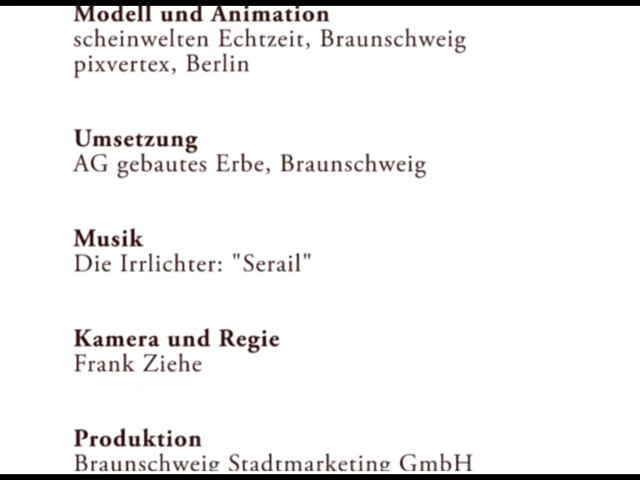 Modell und Animation
scheinwelten Echtzeit, Braunschweig
pixvertex, Berlin
Umsetzung
AG gebautes Erbe, Braunschweig
Musik
Die Irrlichter: "Serail"
Kamera und Regie
Frank Ziehe
Produktion
Braunschweig Stadtmarketing GmbH